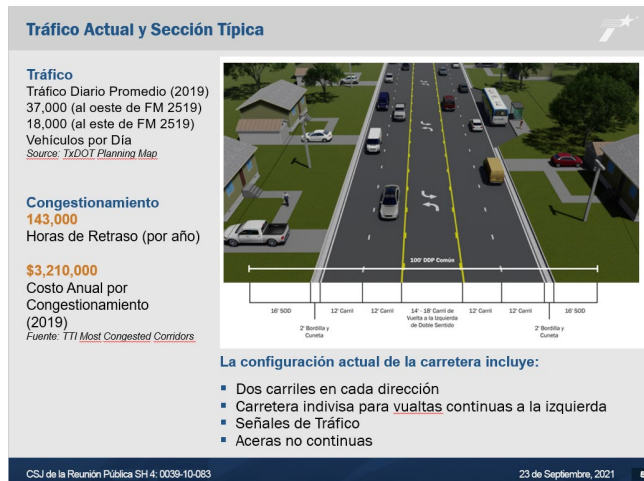 Tráfico Actual y Sección Típica
Tráfico
Tráfico Diario Promedio (2019)
37,000 (al oeste de FM 2519)
18,000 (al este de FM 2519)
Vehículos por Día
Source: TxDOT Planning Map
Congestionamiento
143,000
Horas de Retraso (por año)
$3,210,000
Costo Anual por
Congestionamiento
(2019)
Fuente: TTI Most Congested Corridors
100' DDP Común
16' SOD
2' Bordilla y
Cuneta
12' Carril
12' Carril
14' - 18' Carril de
Vuelta a la Izquierda
de Doble Sentido
12' Carril
12' Carril
2' Bordilla y
Cuneta
16' SOD
La configuración actual de la carretera incluye:
▪ Dos carriles en cada dirección
▪ Carretera indivisa para vualtas continuas a la izquierda
▪ Señales de Tráfico
▪ Aceras no continuas
CSJ de la Reunión Pública SH 4: 0039-10-083
23 de Septiembre, 2021